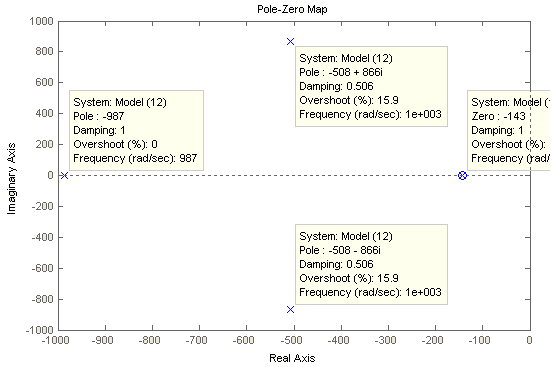 Pole-Zero Map
1000
800
600
400
200
0
-200
-400
-600
-800
-1000
Imaginary Axis
System: Model (12)
Pole : -508 + 866i
Damping: 0.506
Overshoot (%): 15.9
Frequency (rad/sec): 1e+003
System: Model (12)
Pole : -987
Damping: 1
Overshoot (%): 0
Frequency (rad/sec): 987
System: Model (
Zero : -143
Damping: 1
Overshoot (%):
Frequency (rad/
System: Model (12)
Pole : -508 - 866i
Damping: 0.506
Overshoot (%): 15.9
Frequency (rad/sec): 1e+003
-1000 -900 -800 -700 -600 -500 -400 -300 -200 -100 0
Real Axis